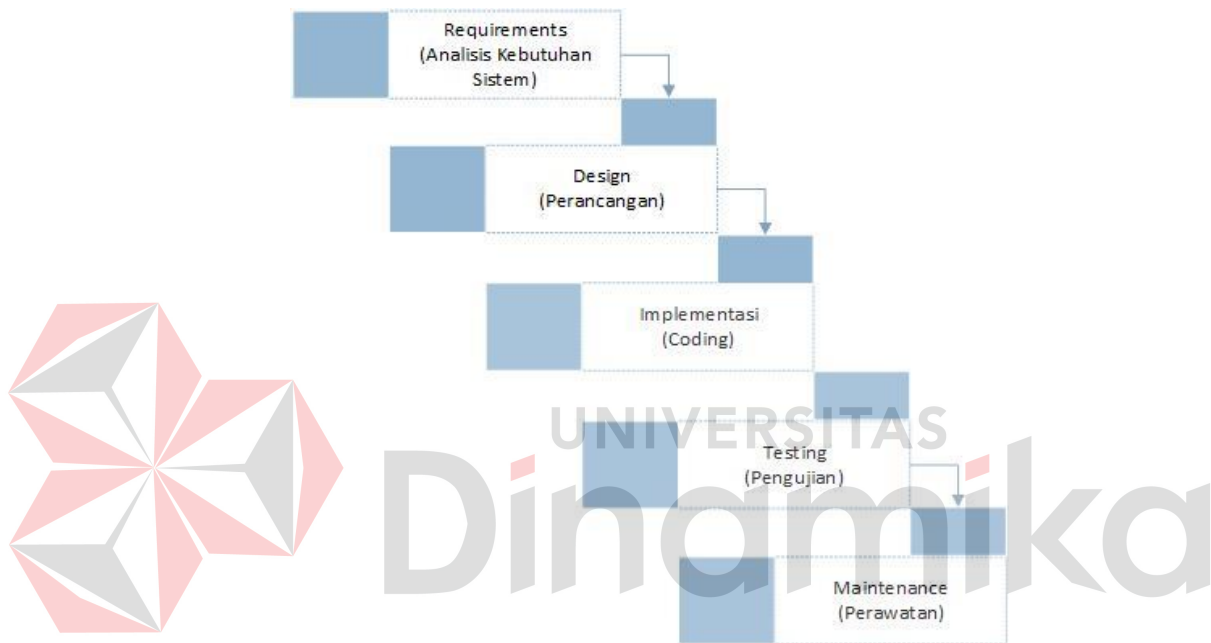 Requirements
(Analisis Kebutuhan
Sistem)
Design
(Perancangan)
Implementasi
(Coding)
UNIVERSITAS
Dinamika
Testing
(Pengujian)
Maintenance
(Perawatan)